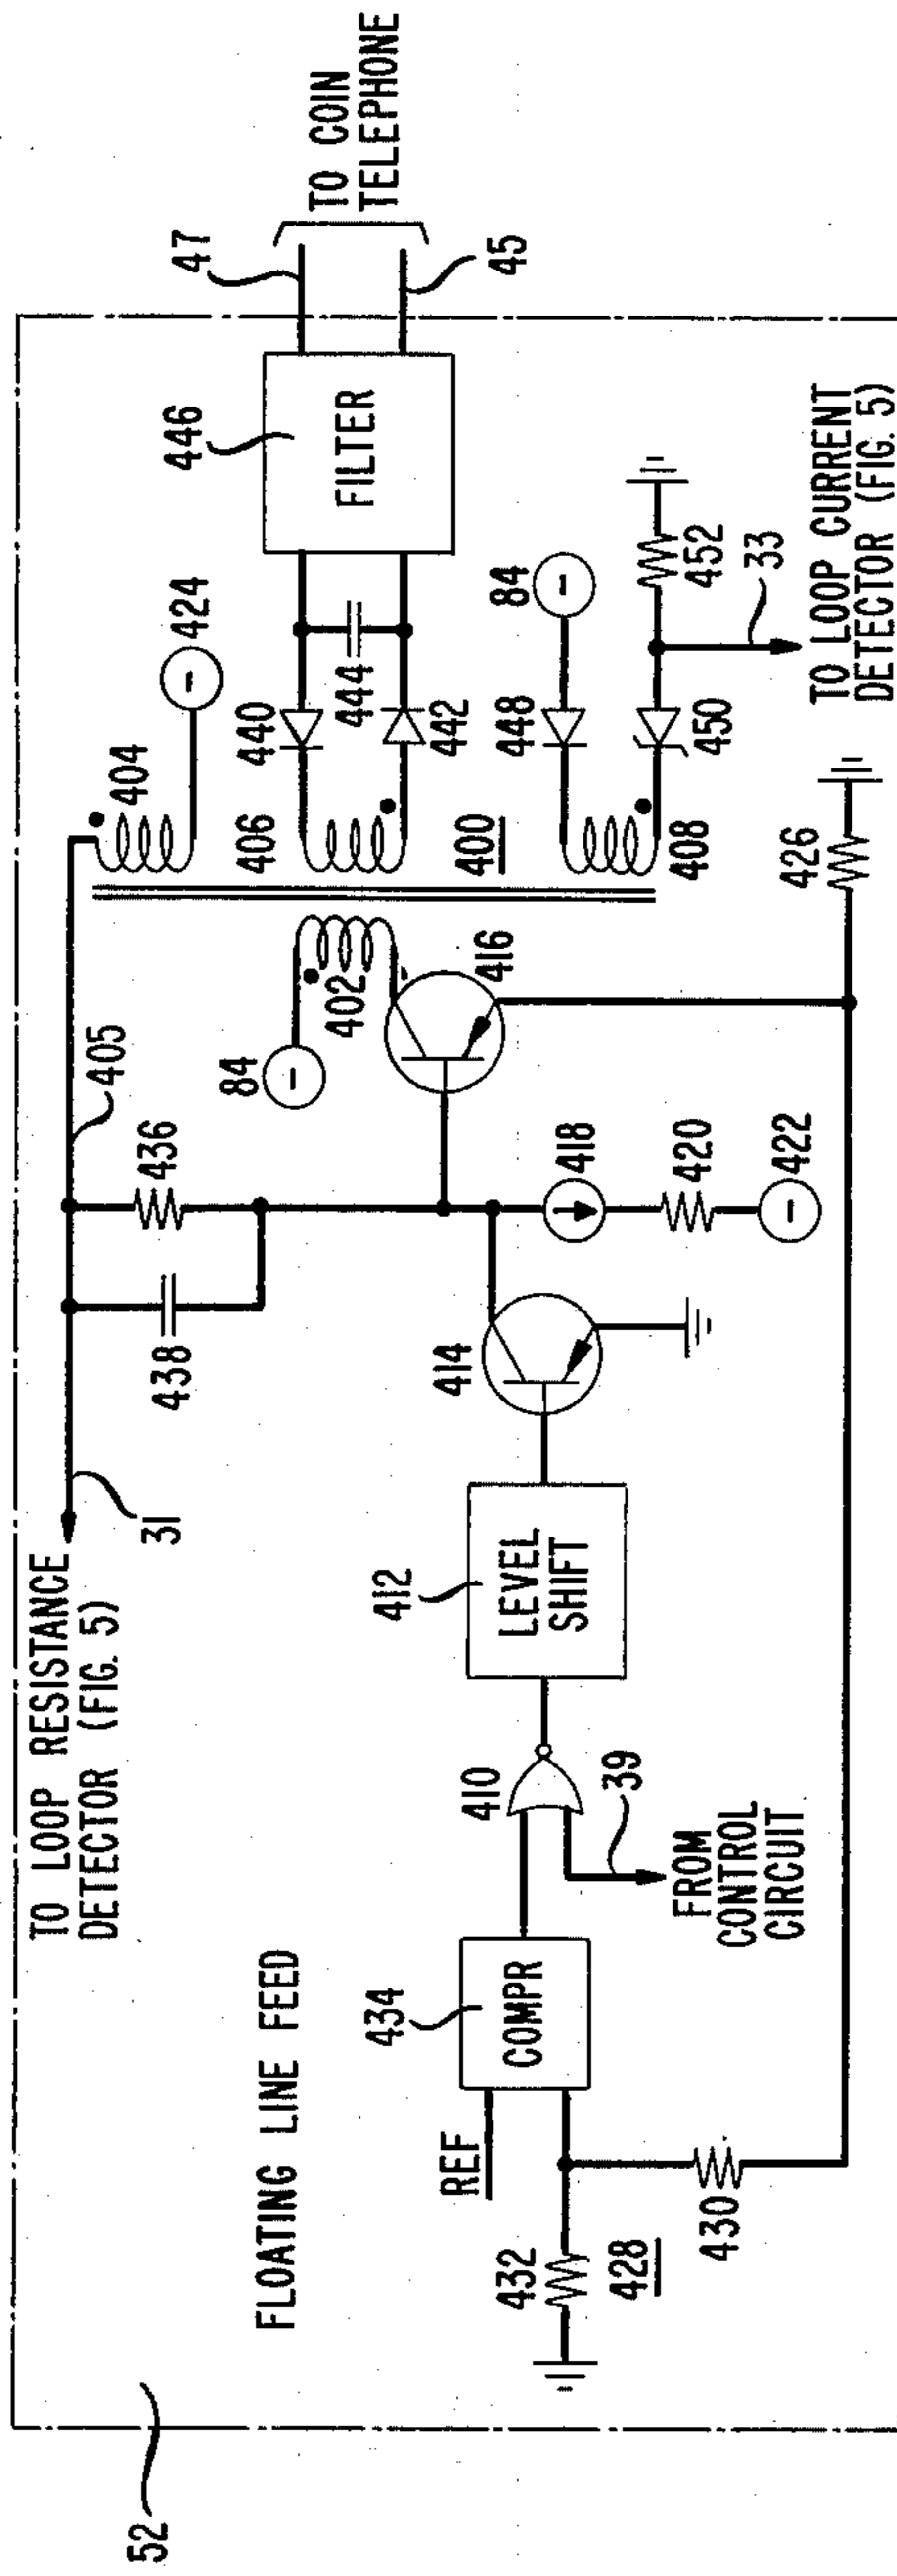 52
FLOATING LINE FEED
TO LOOP RESISTANCE
DETECTOR (FIG. 5)
31
405
438
436
404
424
84
402
406
440
444
442
446
FILTER
47
45
TO COIN
TELEPHONE
400
416
408
448
84
450
452
33
TO LOOP CURRENT
DETECTOR (FIG. 5)
426
418
420
422
414
412
LEVEL
SHIFT
410
39
FROM
CONTROL
CIRCUIT
434
COMPR
REF
432
428
430